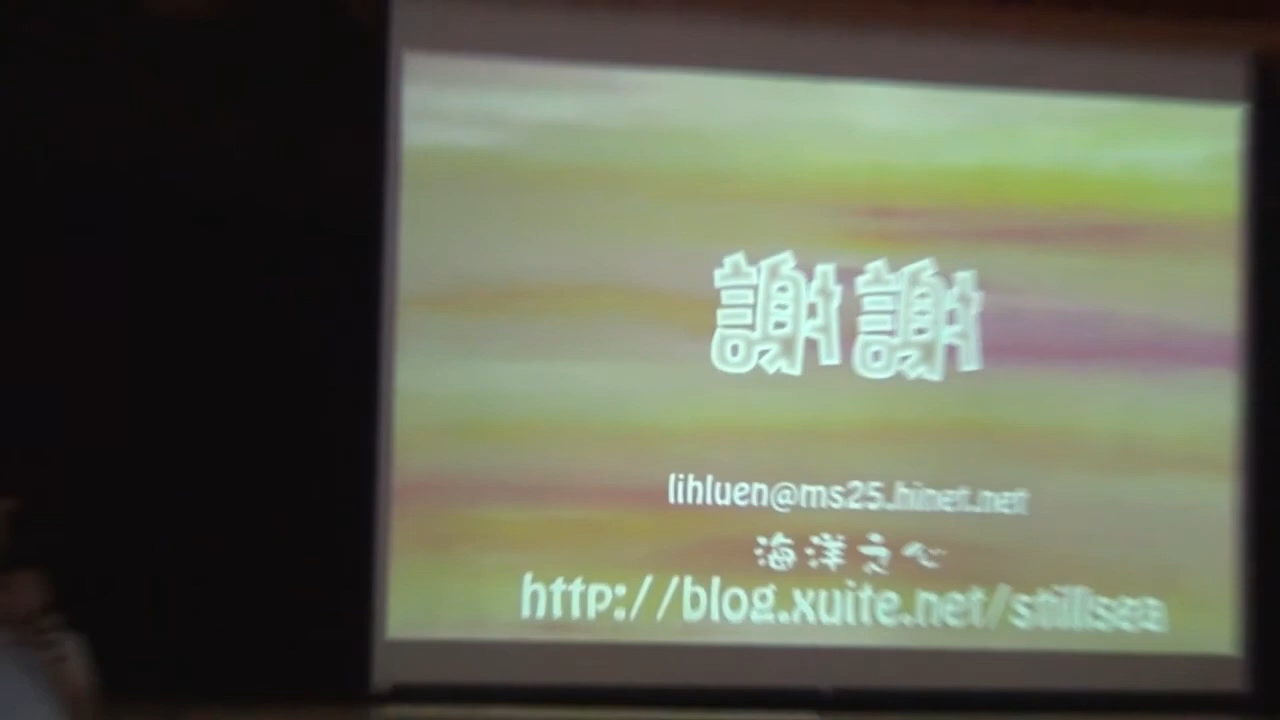 謝謝
lihluen@ms25.hinet.net
海洋之心
http://blog.xuite.net/stillsea